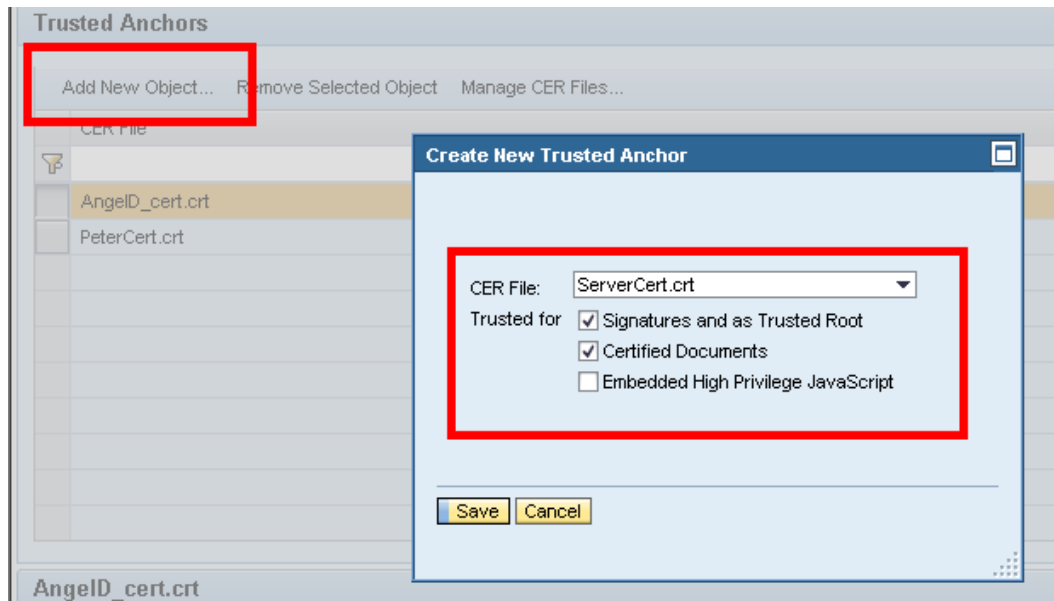 Trusted Anchors
Add New Object... Remove Selected Object Manage CER Files...
CER File
AngelD_cert.crt
PeterCert.crt
Create New Trusted Anchor
CER File: ServerCert.crt
Trusted for Signatures and as Trusted Root
Certified Documents
Embedded High Privilege JavaScript
Save Cancel
AngelD_cert.crt